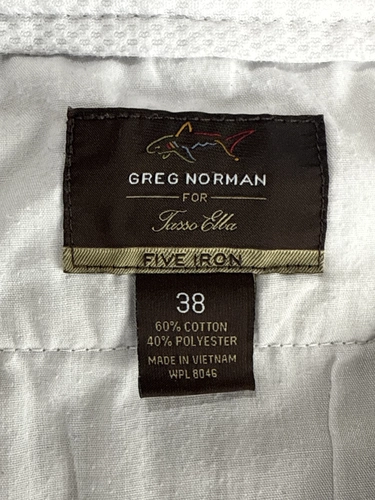 GREG NORMAN
FOR
Tasso Elba
FIVE IRON
38
60% COTTON
40% POLYESTER
MADE IN VIETNAM
WPL 8046